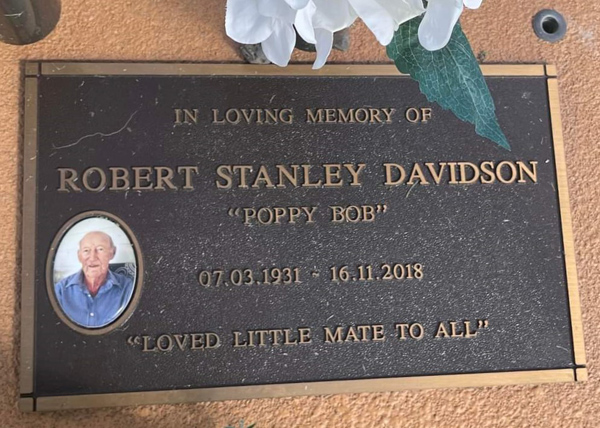 IN LOVING MEMORY OF
ROBERT STANLEY DAVIDSON
“POPPY BOB”
07.03.1931 ~ 16.11.2018
“LOVED LITTLE MATE TO ALL”